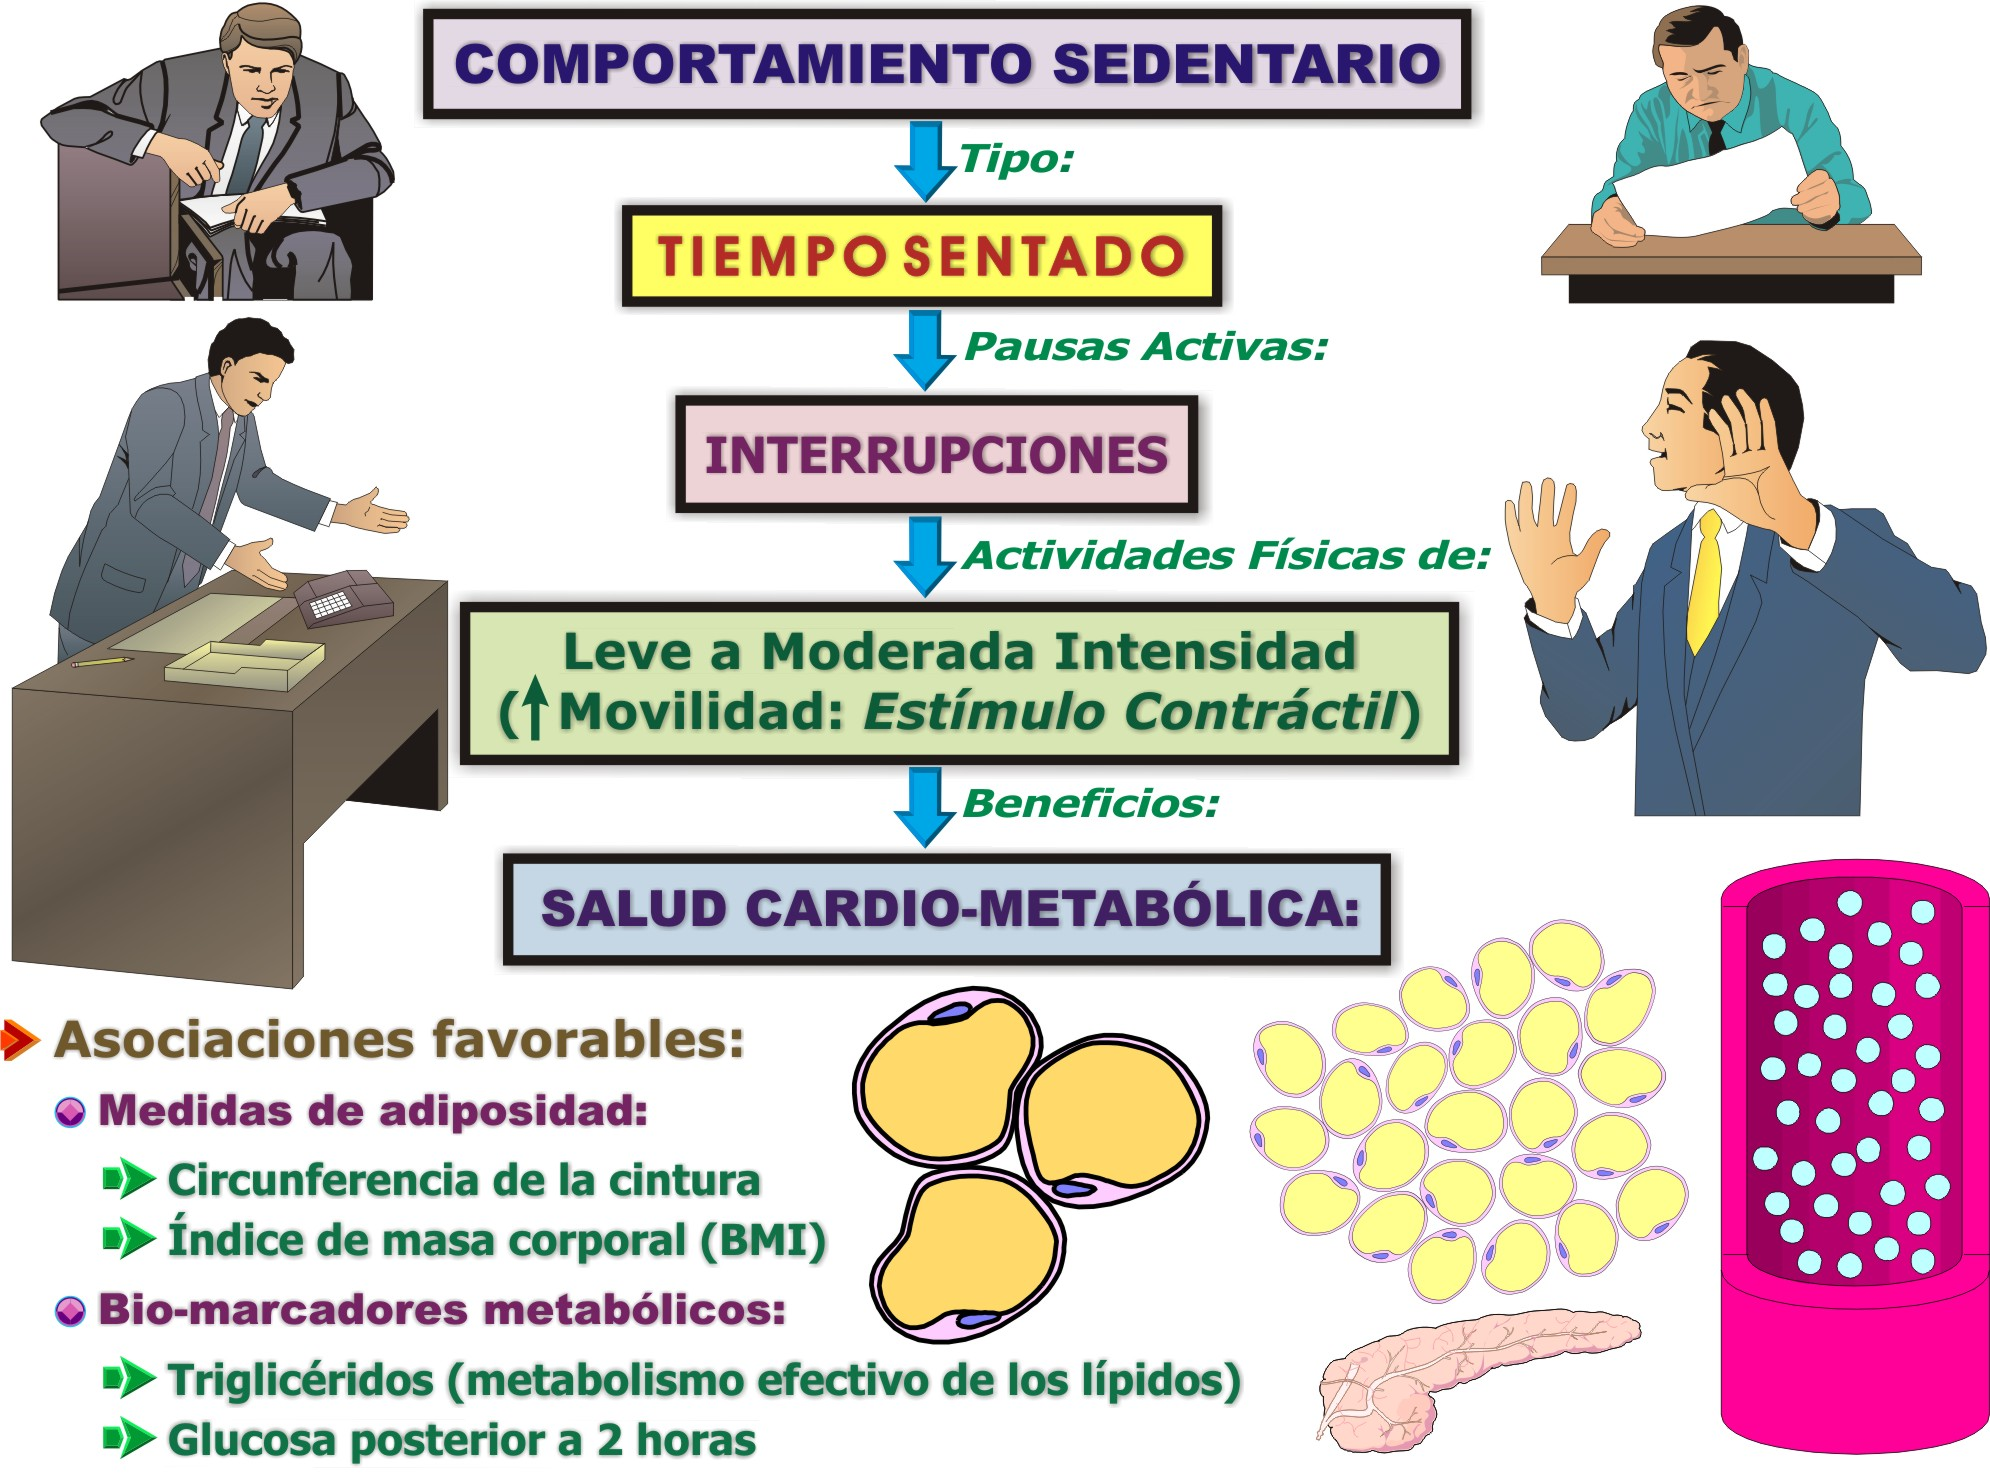 COMPORTAMIENTO SEDENTARIO
Tipo:
TIEMPO SENTADO
Pausas Activas:
INTERRUPCIONES
Actividades Físicas de:
Leve a Moderada Intensidad
(↑ Movilidad: Estímulo Contráctil)
Beneficios:
SALUD CARDIO-METABÓLICA:
Asociaciones favorables:
Medidas de adiposidad:
Circunferencia de la cintura
Índice de masa corporal (BMI)
Bio-marcadores metabólicos:
Triglicéridos (metabolismo efectivo de los lípidos)
Glucosa posterior a 2 horas